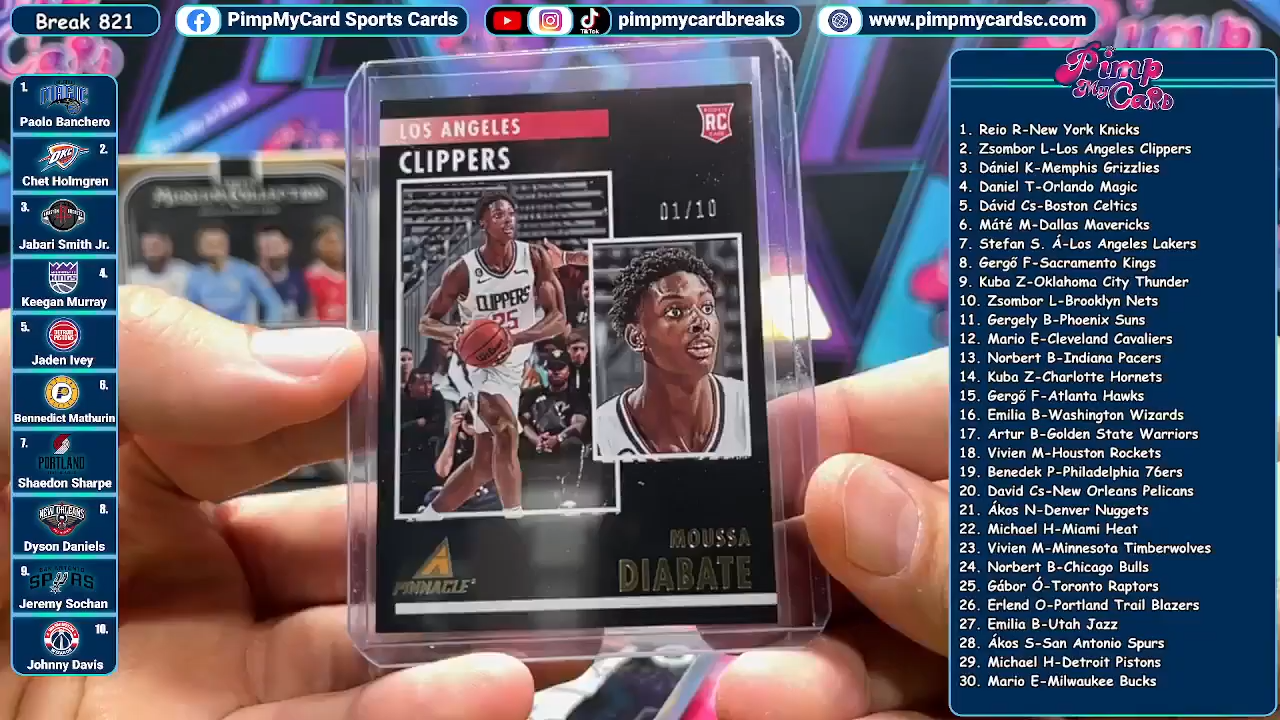 Break 821
PimpMyCard Sports Cards
TikTok
pimpmycardbreaks
www.pimpmycardsc.com
1.
MAGIC
Paolo Banchero
2.
OKC
Chet Holmgren
3.
Jabari Smith Jr.
KINGS
4.
Keegan Murray
5.
Jaden Ivey
6.
Bennedict Mathurin
7.
PORTLAND
Shaedon Sharpe
8.
NEW ORLEANS
Dyson Daniels
9.
SPURS
Jeremy Sochan
10.
Johnny Davis
LOS ANGELES
CLIPPERS
RC
01/10
CLIPPERS
25
MOUSSA
DIABATE
PINNACLE
Pimp
My
Card
1. Reio R-New York Knicks
2. Zsombor L-Los Angeles Clippers
3. Dániel K-Memphis Grizzlies
4. Daniel T-Orlando Magic
5. Dávid Cs-Boston Celtics
6. Máté M-Dallas Mavericks
7. Stefan S. Á-Los Angeles Lakers
8. Gergő F-Sacramento Kings
9. Kuba Z-Oklahoma City Thunder
10. Zsombor L-Brooklyn Nets
11. Gergely B-Phoenix Suns
12. Mario E-Cleveland Cavaliers
13. Norbert B-Indiana Pacers
14. Kuba Z-Charlotte Hornets
15. Gergő F-Atlanta Hawks
16. Emilia B-Washington Wizards
17. Artur B-Golden State Warriors
18. Vivien M-Houston Rockets
19. Benedek P-Philadelphia 76ers
20. David Cs-New Orleans Pelicans
21. Ákos N-Denver Nuggets
22. Michael H-Miami Heat
23. Vivien M-Minnesota Timberwolves
24. Norbert B-Chicago Bulls
25. Gábor Ó-Toronto Raptors
26. Erlend O-Portland Trail Blazers
27. Emilia B-Utah Jazz
28. Ákos S-San Antonio Spurs
29. Michael H-Detroit Pistons
30. Mario E-Milwaukee Bucks